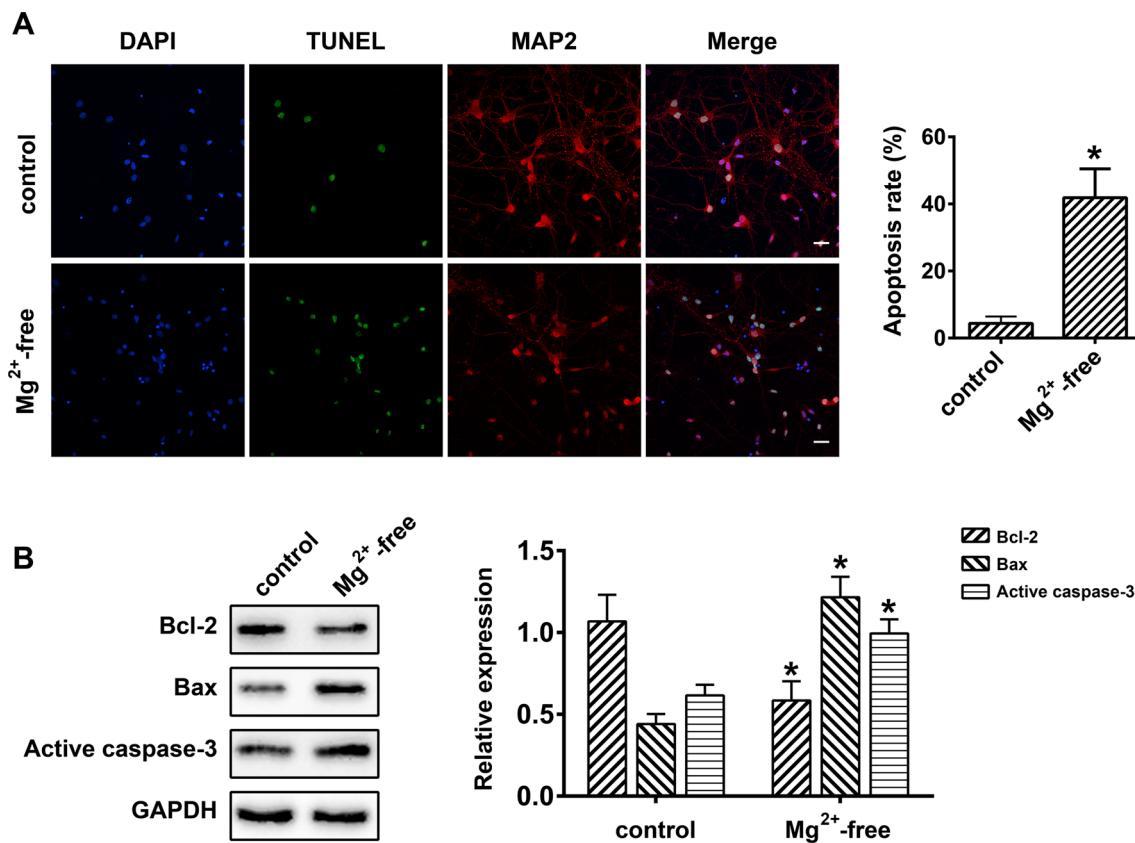 A
DAPI TUNEL MAP2 Merge
control
Mg2+-free
Apoptosis rate (%)
60
40
20
0
*
control Mg2+-free
B
control Mg2+-free
Bcl-2
Bax
Active caspase-3
GAPDH
Relative expression
1.5
1.0
0.5
0.0
* * *
control Mg2+-free
Bcl-2
Bax
Active caspase-3